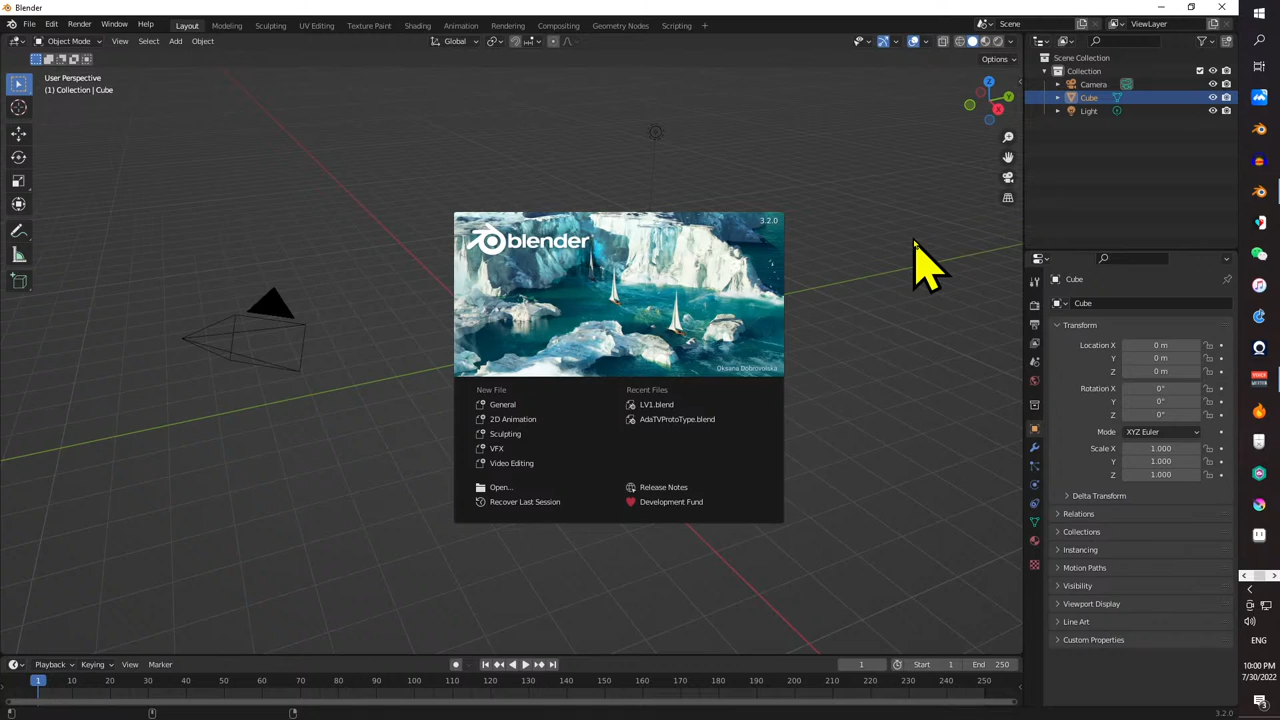 Blender
File Edit Render Window Help Layout Modeling Sculpting UV Editing Texture Paint Shading Animation Rendering Compositing Geometry Nodes Scripting + Scene ViewLayer
Object Mode View Select Add Object Global
Options
User Perspective
(1) Collection | Cube
Z
Y
X
Scene Collection
Collection
Camera
Cube
Light
3.2.0
blender
Oksana Dobrovolska
New File
General
2D Animation
Sculpting
VFX
Video Editing
Open...
Recover Last Session
Recent Files
LV1.blend
AdaTVProtoType.blend
Release Notes
Development Fund
Cube
Cube
Transform
Location X 0 m
Y 0 m
Z 0 m
Rotation X 0°
Y 0°
Z 0°
Mode XYZ Euler
Scale X 1.000
Y 1.000
Z 1.000
Delta Transform
Relations
Collections
Instancing
Motion Paths
Visibility
Viewport Display
Line Art
Custom Properties
Playback Keying View Marker 1 Start 1 End 250
1 10 20 30 40 50 60 70 80 90 100 110 120 130 140 150 160 170 180 190 200 210 220 230 240 250
3.2.0
ENG
10:00 PM
7/30/2022